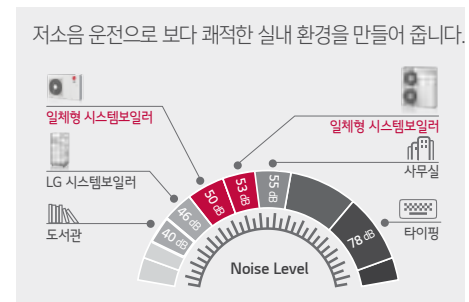 저소음 운전으로 보다 쾌적한 실내 환경을 만들어 줍니다.
일체형 시스템보일러
일체형 시스템보일러
LG 시스템보일러
사무실
도서관
타이핑
40 dB
46 dB
50 dB
53 dB
55 dB
78 dB
Noise Level